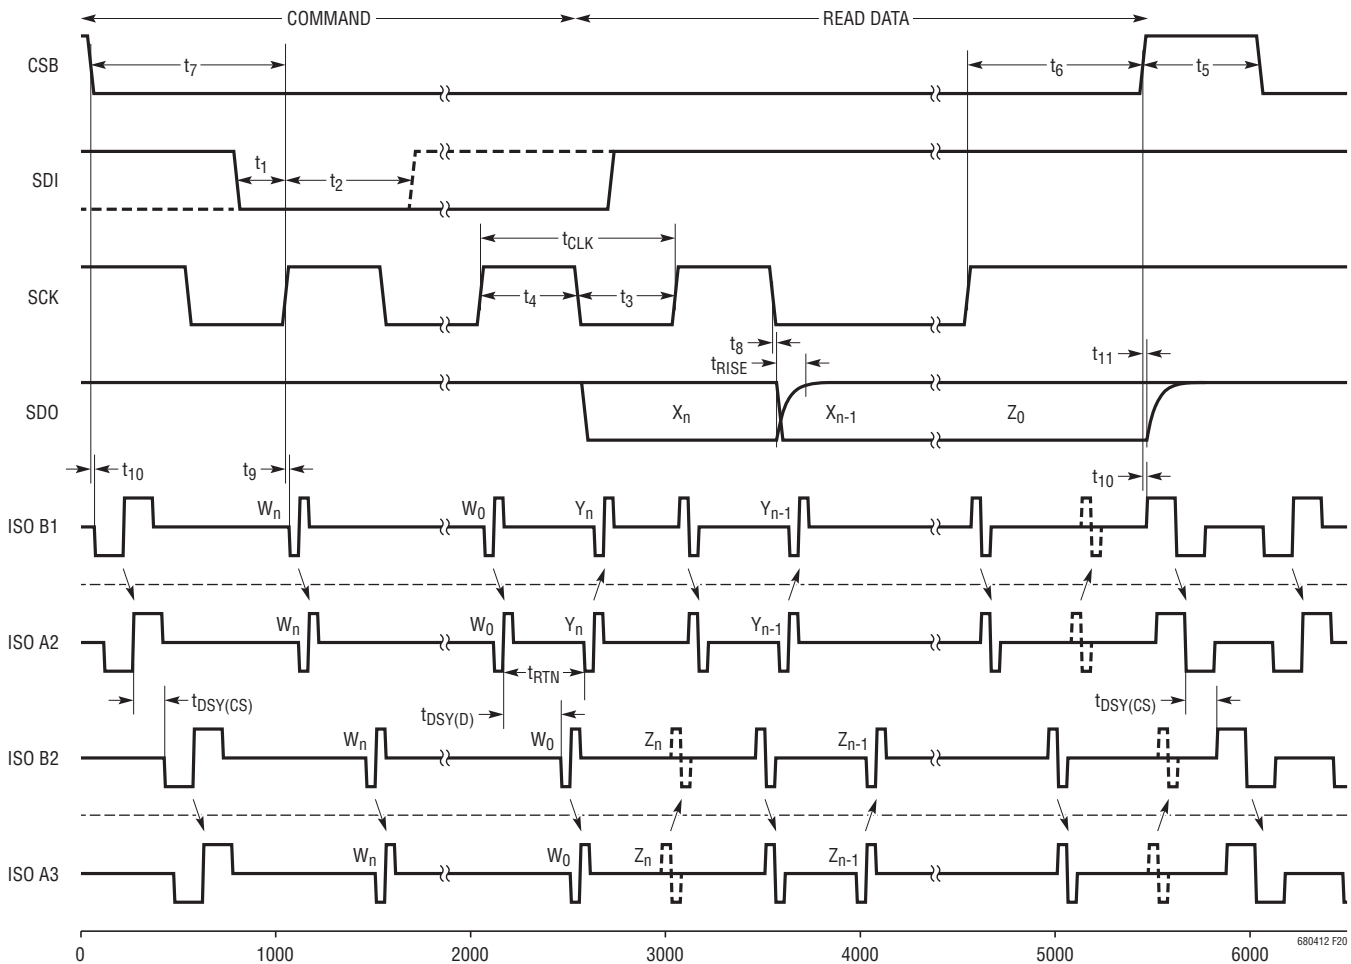 COMMAND READ DATA
CSB t7 t6 t5
SDI t1 t2
tCLK
SCK t4 t3
t8 t11
tRISE
SDO Xn Xn-1 Z0
t10 t9 t10
Wn W0 Yn Yn-1
ISO B1
Wn W0 Yn Yn-1
ISO A2
tRTN
tDSY(CS) tDSY(D) tDSY(CS)
Wn W0 Zn Zn-1
ISO B2
Wn W0 Zn Zn-1
ISO A3
680412 F20
0 1000 2000 3000 4000 5000 6000